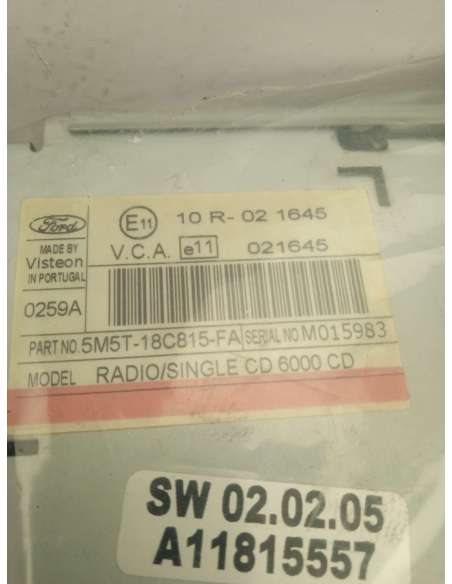 Ford
E11 10 R- 02 1645
MADE BY
Visteon
IN PORTUGAL
V.C.A. e11 021645
0259A
PART NO. 5M5T-18C815-FA SERIAL NO. M015983
MODEL RADIO/SINGLE CD 6000 CD
SW 02.02.05
A11815557